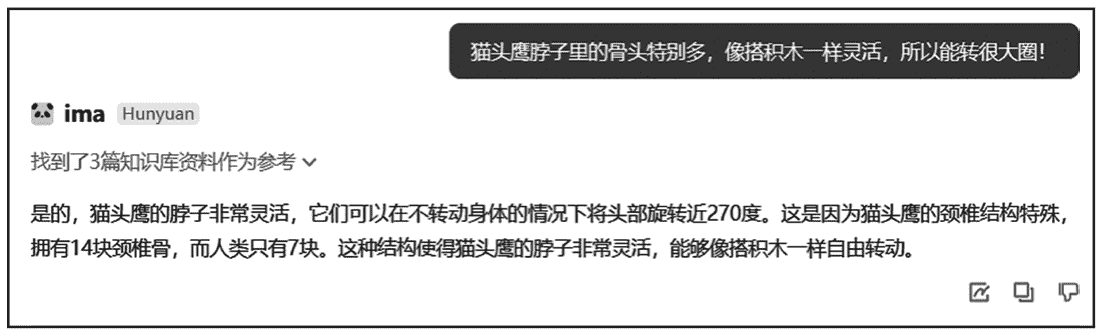 猫头鹰脖子里的骨头特别多，像搭积木一样灵活，所以能转很大圈！
ima Hunyuan
找到了3篇知识库资料作为参考
是的，猫头鹰的脖子非常灵活，它们可以在不转动身体的情况下将头部旋转近270度。这是因为猫头鹰的颈椎结构特殊，
拥有14块颈椎骨，而人类只有7块。这种结构使得猫头鹰的脖子非常灵活，能够像搭积木一样自由转动。